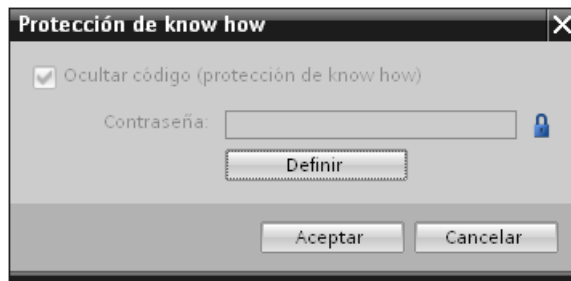 Protección de know how
Ocultar código (protección de know how)
Contraseña:
Definir
Aceptar
Cancelar